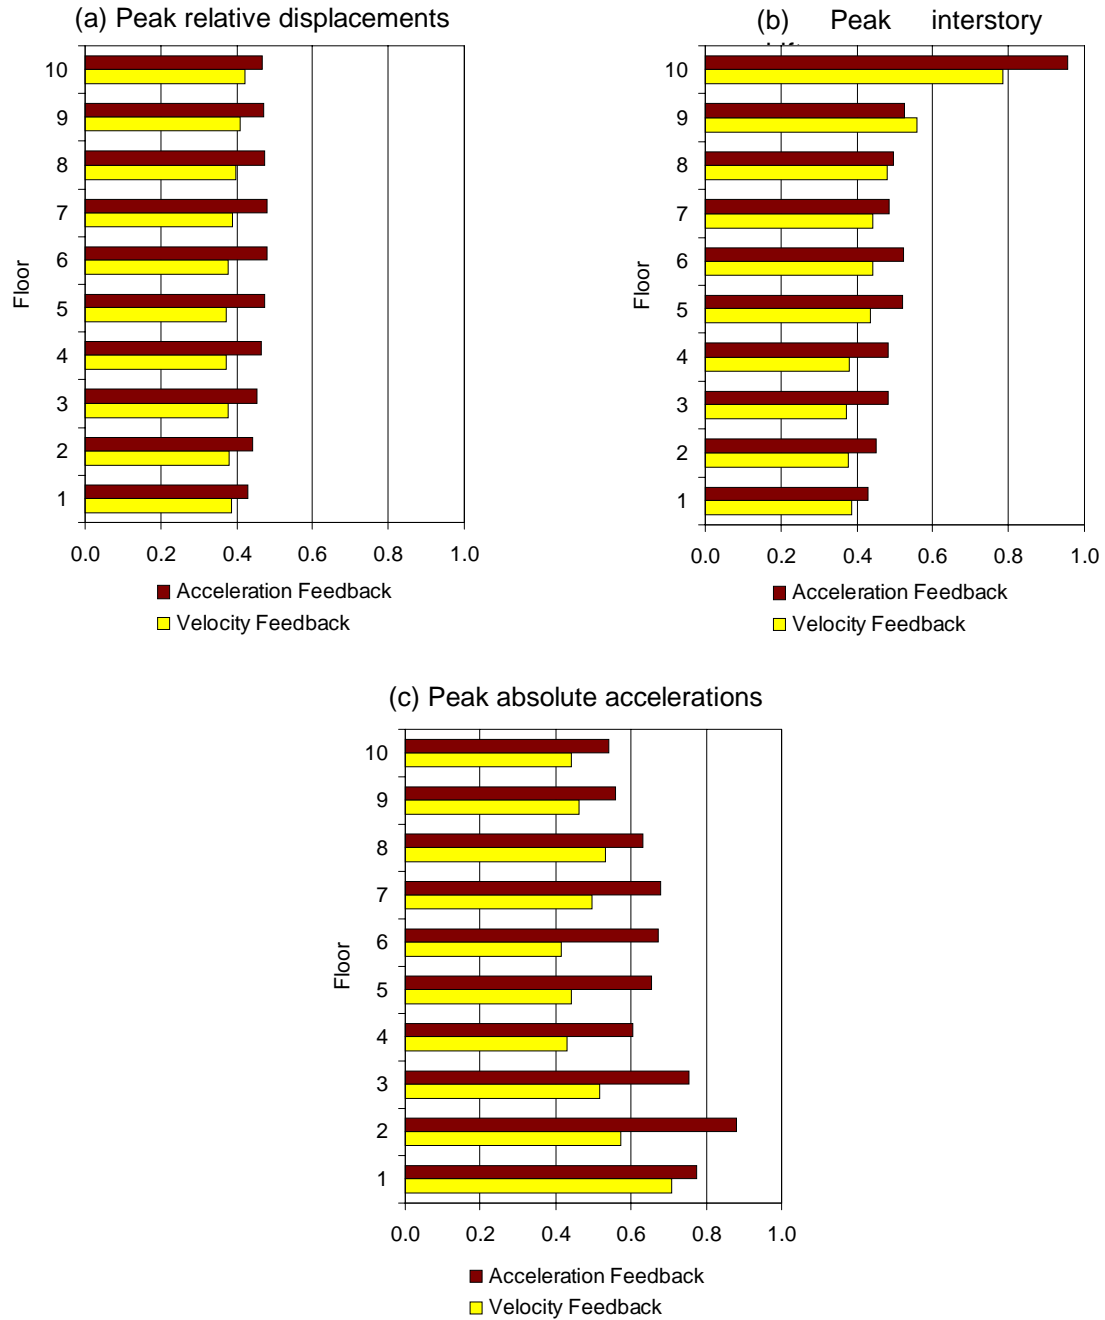 (a) Peak relative displacements
10
9
8
7
6
5
4
3
2
1
Floor
0.0 0.2 0.4 0.6 0.8 1.0
Acceleration Feedback
Velocity Feedback
(b) Peak interstory
10
9
8
7
6
5
4
3
2
1
Floor
0.0 0.2 0.4 0.6 0.8 1.0
Acceleration Feedback
Velocity Feedback
(c) Peak absolute accelerations
10
9
8
7
6
5
4
3
2
1
Floor
0.0 0.2 0.4 0.6 0.8 1.0
Acceleration Feedback
Velocity Feedback